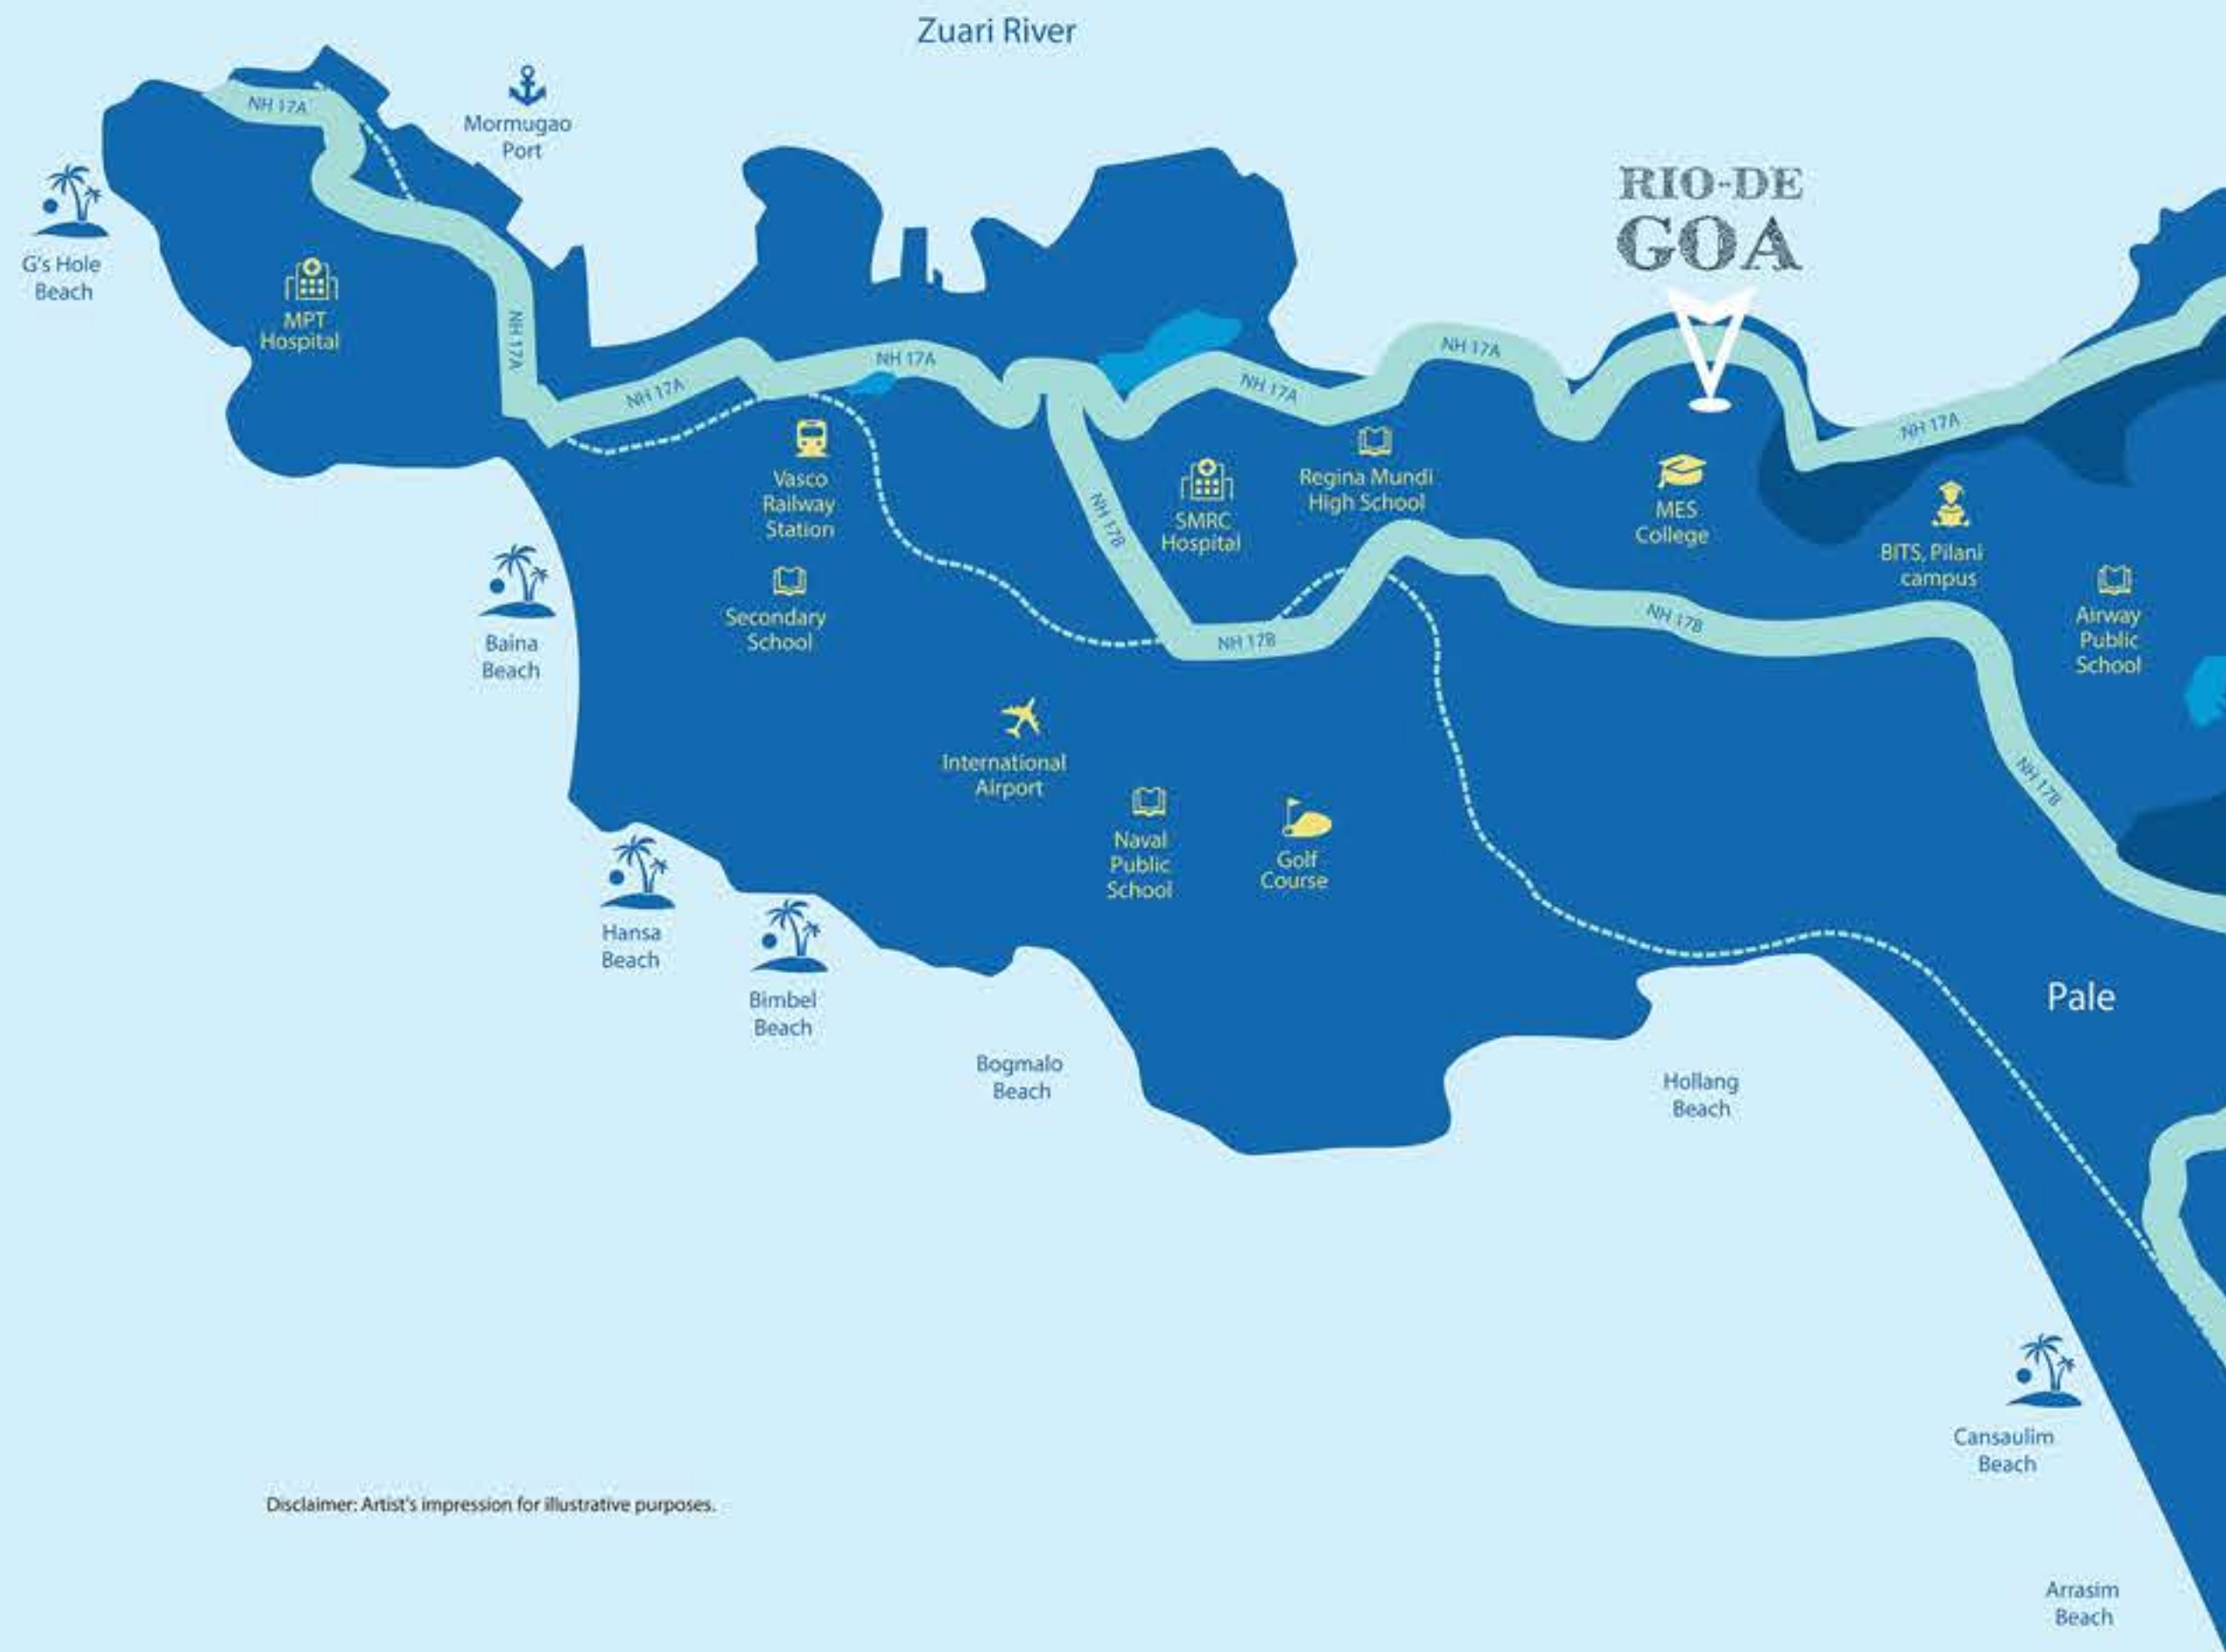 Zuari River
NH 17A
Mormugao
Port
RIO-DE
GOA
G's Hole
Beach
MPT
Hospital
NH 17A
NH 17A
NH 17A
NH 17A
NH 17A
NH 17A
Vasco
Railway
Station
NH 17B
SMRC
Hospital
Regina Mundi
High School
MES
College
BITS, Pilani
campus
Airway
Public
School
Secondary
School
Baina
Beach
NH 17B
NH 17B
NH 17B
International
Airport
Naval
Public
School
Golf
Course
Hansa
Beach
Bimbel
Beach
Bogmalo
Beach
Hollang
Beach
Pale
Cansaulim
Beach
Disclaimer: Artist's impression for illustrative purposes.
Arrasim
Beach